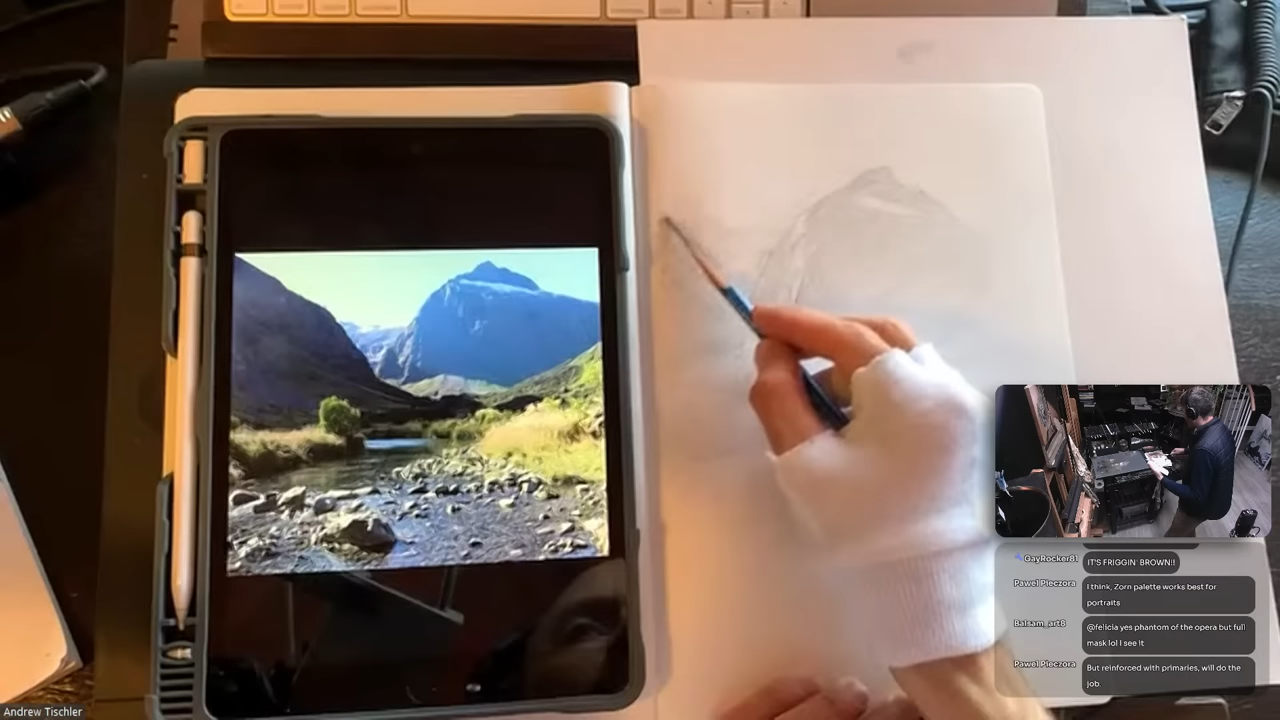 GayRocker81
IT'S FRIGGIN BROWN!!
Pawel Pieczora
I think, Zorn palette works best for
portraits
Balsam_art8
@felicia yes phantom of the opera but full
mask lol I see it
Pawel Pieczora
But reinforced with primaries, will do the
job.
Andrew Tischler